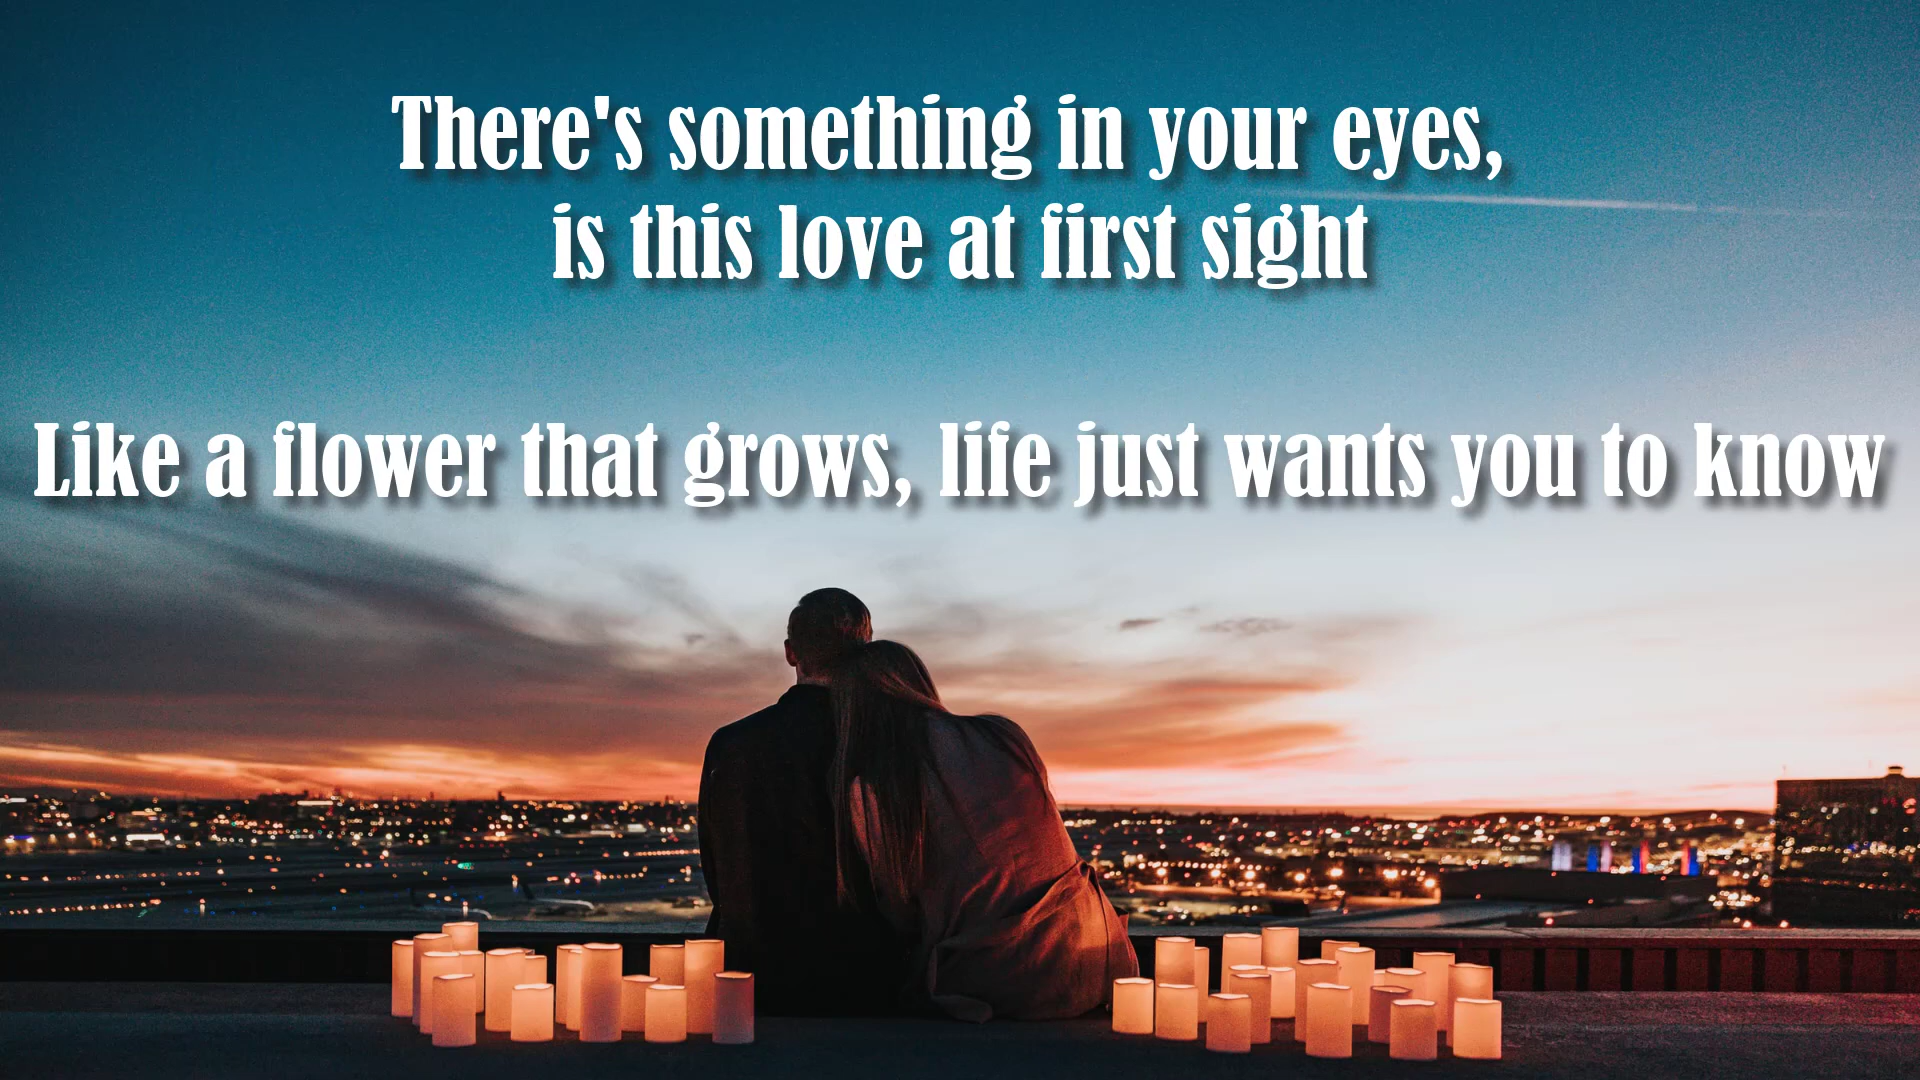 There's something in your eyes,
is this love at first sight
Like a flower that grows, life just wants you to know